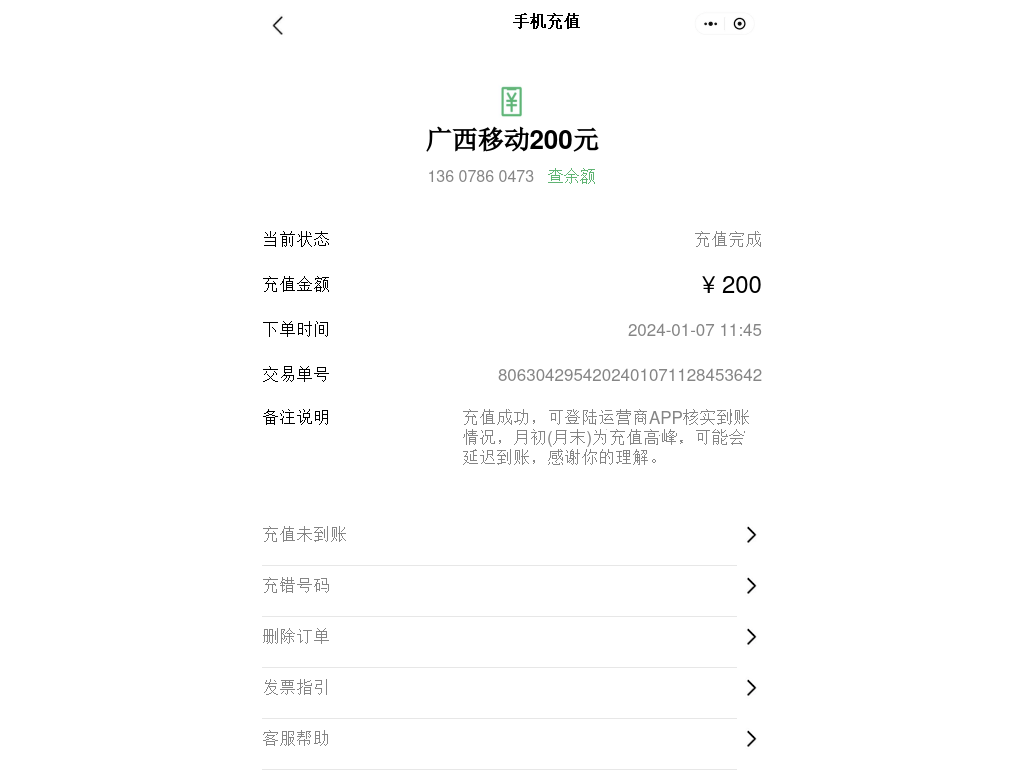 手机充值
广西移动200元
136 0786 0473 查余额
当前状态 充值完成
充值金额 ¥ 200
下单时间 2024-01-07 11:45
交易单号 8063042954202401071128453642
备注说明 充值成功，可登陆运营商APP核实到账
情况，月初(月末)为充值高峰，可能会
延迟到账，感谢你的理解。
充值未到账
充错号码
删除订单
发票指引
客服帮助